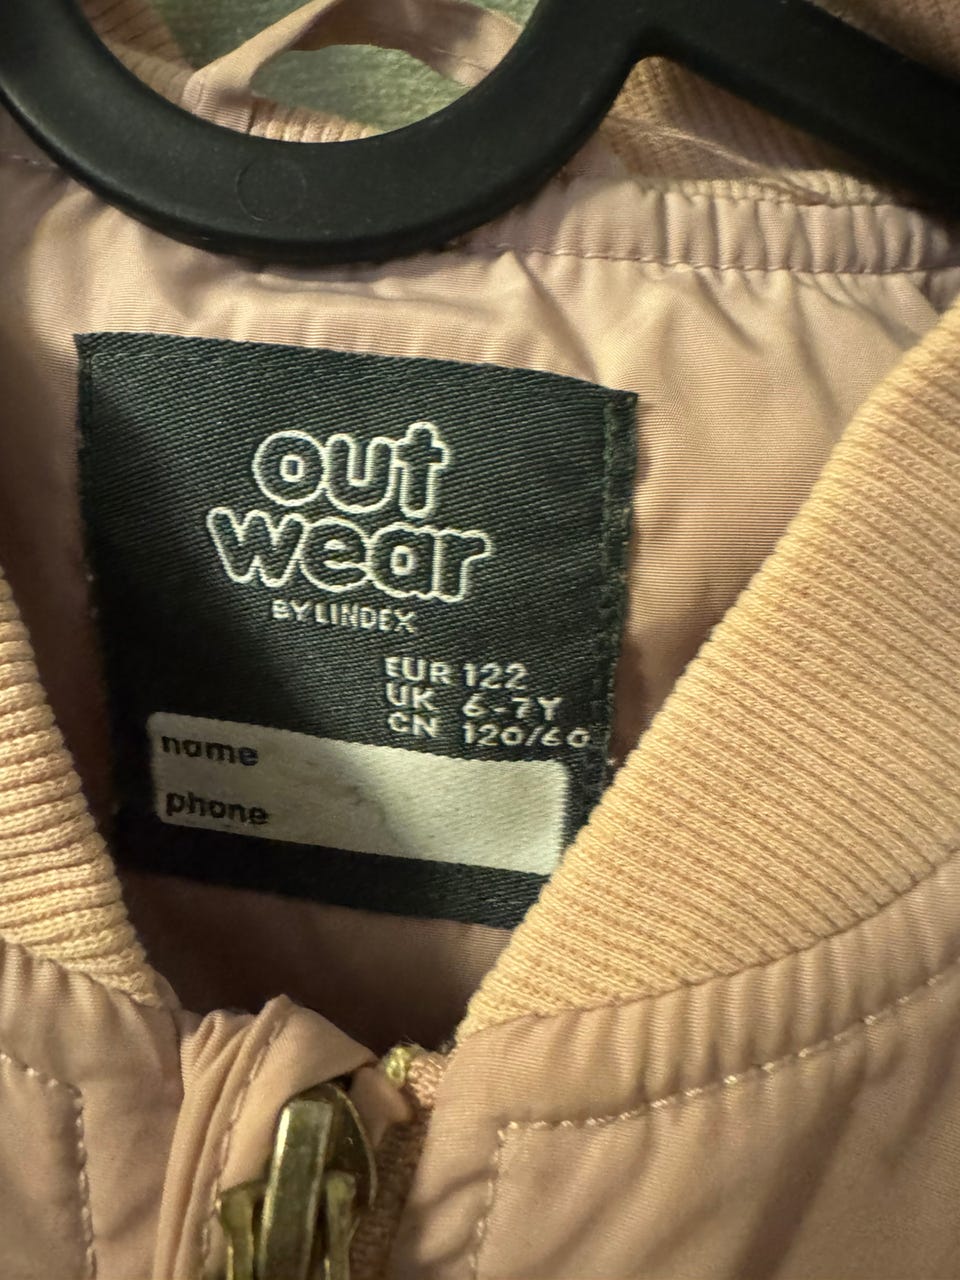 out
wear
BY LINDEX
EUR 122
UK 6-7Y
CN 120/60
name
phone